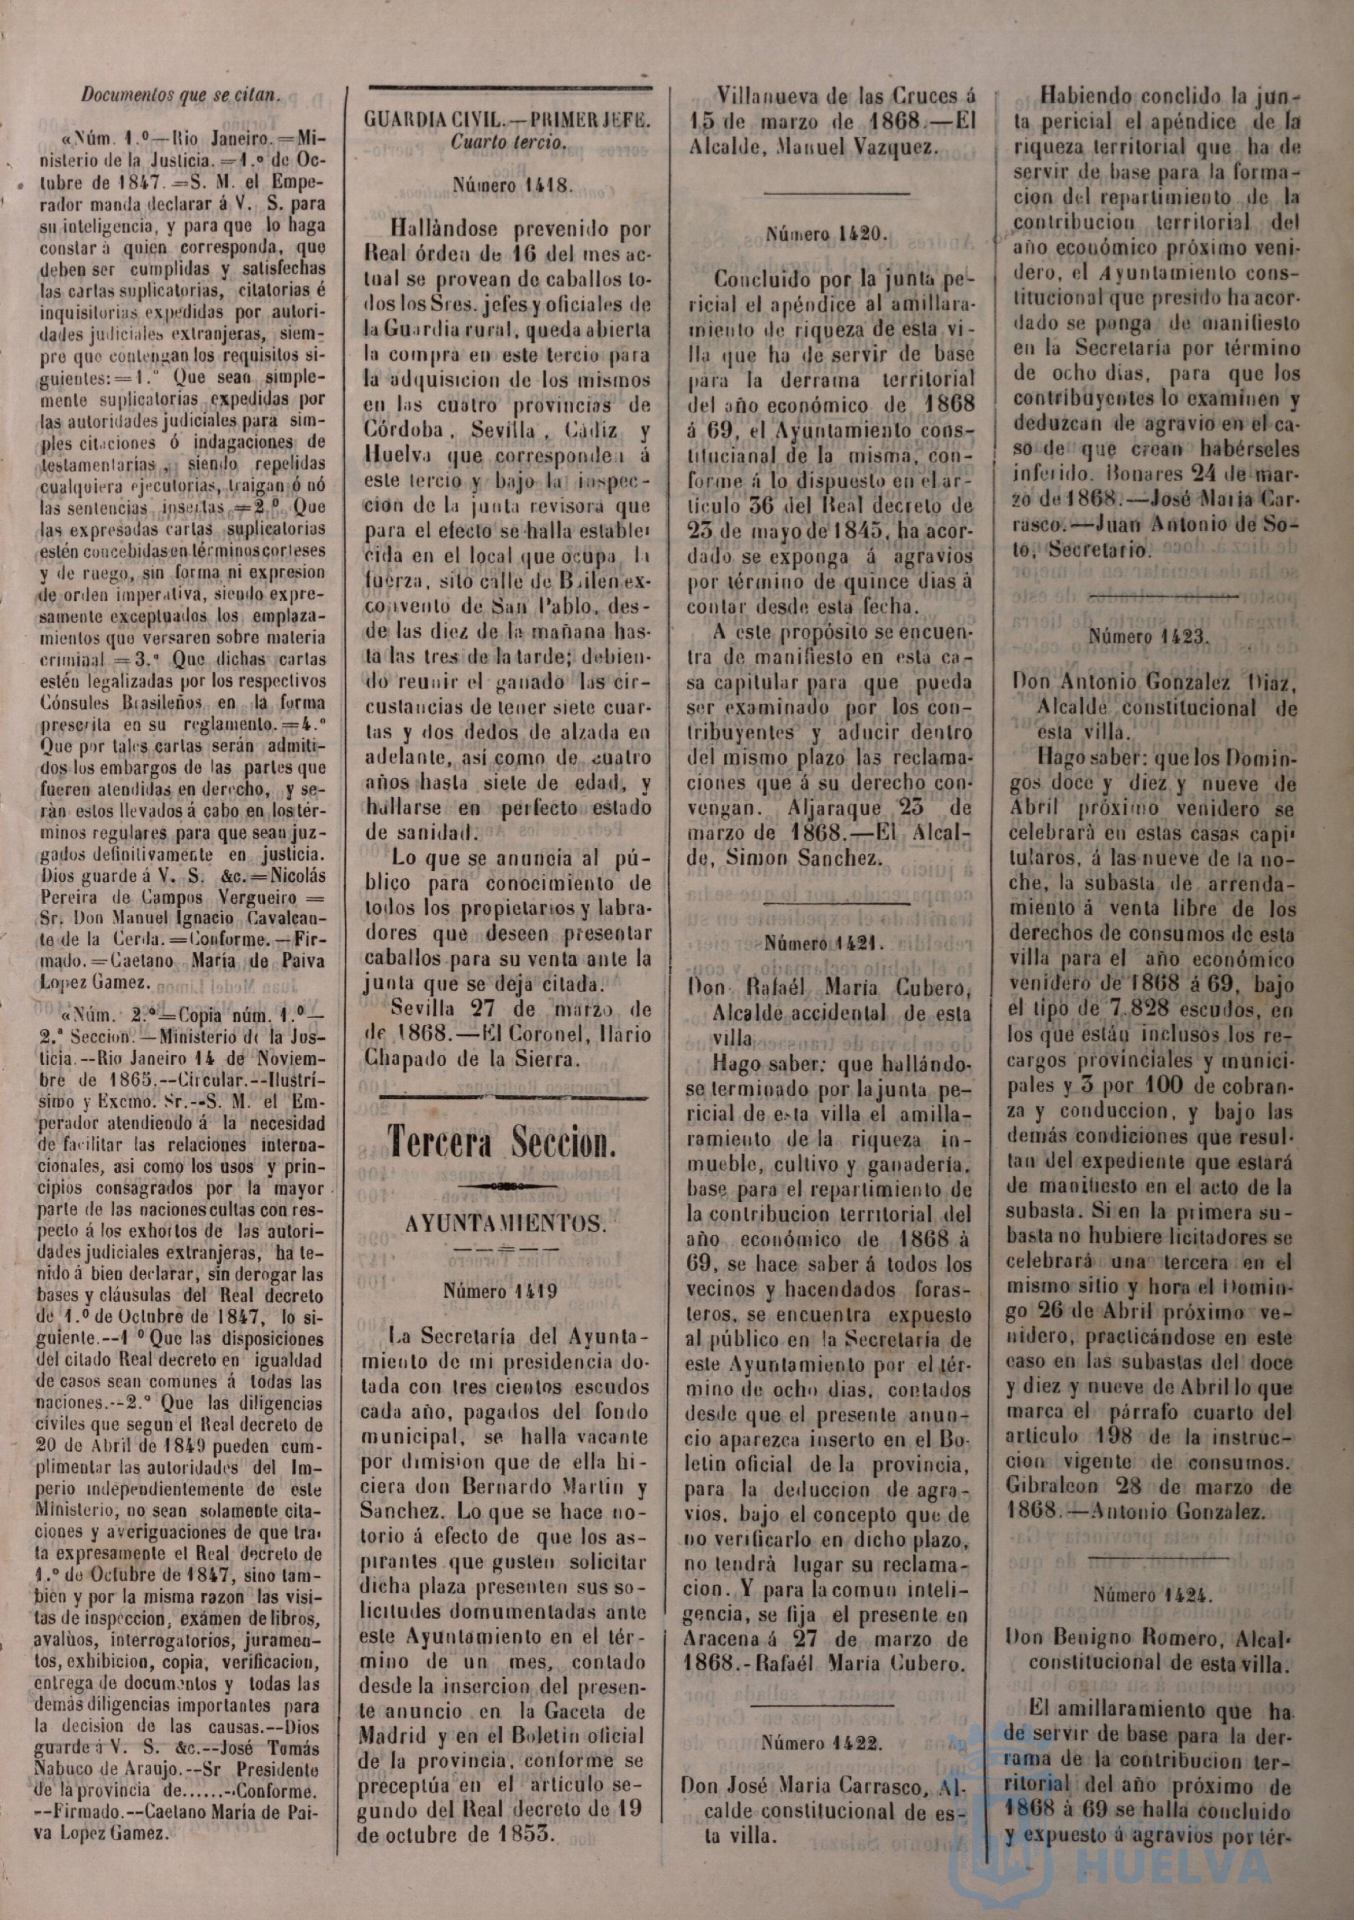 Documentos que se citan.
«Núm. 1.º—Rio Janeiro.=Mi-
nisterio de la Justicia.=1.º de Oc-
tubre de 1847.=S. M. el Empe-
rador manda declarar á V. S. para
su inteligencia, y para que lo haga
constar à quien corresponda, que
deben ser cumplidas y satisfechas
las cartas suplicatorias, citatorias é
inquisitorias expedidas por autori-
dades judiciales extranjeras, siem-
pre que contengan los requisitos si-
guientes:=1.º Que sean simple-
mente suplicatorias expedidas por
las autoridades judiciales para sim-
ples citaciones ó indagaciones de
testamentarías, siendo repelidas
cualquiera ejecutorias, traigan ó nó
las sentencias insertas =2.º Que
las expresadas cartas suplicatorias
estén concebidas en términos corteses
y de ruego, sin forma ni expresion
de orden imperativa, siendo expre-
samente exceptuados los emplaza-
mientos que versaren sobre materia
criminal =3.º Que dichas cartas
estén legalizadas por los respectivos
Cónsules Brasileños en la forma
prescrita en su reglamento.=4.º
Que por tales cartas serán admiti-
dos los embargos de las partes que
fueren atendidas en derecho, y se-
rán estos llevados á cabo en los tér-
minos regulares para que sean juz-
gados definitivamente en justicia.
Dios guarde á V. S. &c.=Nicolás
Pereira de Campos Vergueiro =
Sr. Don Manuel Ignacio Cavalcan-
te de la Cerda.=Conforme.—Fir-
mado.=Caetano María de Paiva
Lopez Gamez.
«Núm. 2.º=Copia núm. 1.º—
2.ª Seccion.—Ministerio de la Jus-
ticia.--Rio Janeiro 14 de Noviem-
bre de 1865.--Circular.--Ilustrí-
simo y Excmo. Sr.--S. M. el Em-
perador atendiendo á la necesidad
de facilitar las relaciones interna-
cionales, asi como los usos y prin-
cipios consagrados por la mayor
parte de las naciones cultas con res-
pecto á los exhortos de las autori-
dades judiciales extranjeras, ha te-
nido á bien declarar, sin derogar las
bases y cláusulas del Real decreto
de 1.º de Octubre de 1847, lo si-
guiente.--1 º Que las disposiciones
del citado Real decreto en igualdad
de casos sean comunes á todas las
naciones.--2.º Que las diligencias
civiles que segun el Real decreto de
20 de Abril de 1849 pueden cum-
plimentar las autoridades del Im-
perio independientemente de este
Ministerio, no sean solamente cita-
ciones y averiguaciones de que tra-
ta expresamente el Real decreto de
1.º de Octubre de 1847, sino tam-
bien y por la misma razon las visi-
tas de inspeccion, exámen de libros,
avalùos, interrogatorios, juramen-
tos, exhibicion, copia, verificacion,
entrega de documentos y todas las
demás diligencias importantes para
la decision de las causas.--Dios
guarde á V. S. &c.--José Tomás
Nabuco de Araujo.--Sr Presidente
de la provincia de......--Conforme.
--Firmado.--Caetano María de Pai-
va Lopez Gamez.
GUARDIA CIVIL.—PRIMER JEFE.
Cuarto tercio.
Número 1418.
Hallàndose prevenido por
Real órden de 16 del mes ac-
tual se provean de caballos to-
dos los Sres. jefes y oficiales de
la Guardia rural, queda abierta
la compra en este tercio para
la adquisicion de los mismos
en las cuatro provincias de
Córdoba, Sevilla, Cádiz y
Huelva que corresponden á
este tercio y bajo la inspec-
cion de la junta revisora que
para el efecto se halla estable-
cida en el local que ocupa la
fuerza, sito calle de Bailen ex-
convento de San Pablo, des-
de las diez de la mañana has-
ta las tres de la tarde; debien-
do reunir el ganado las cir-
custancias de tener siete cuar-
tas y dos dedos de alzada en
adelante, así como de cuatro
años hasta siete de edad, y
hallarse en perfecto estado
de sanidad.
Lo que se anuncia al pú-
blico para conocimiento de
todos los propietarios y labra-
dores que deseen presentar
caballos para su venta ante la
junta que se deja citada.
Sevilla 27 de marzo de
de 1868.—El Coronel, Ilario
Chapado de la Sierra.
Tercera Seccion.
AYUNTAMIENTOS.
Número 1419
La Secretaría del Ayunta-
miento de mi presidencia do-
tada con tres cientos escudos
cada año, pagados del fondo
municipal, se halla vacante
por dimision que de ella hi-
ciera don Bernardo Martin y
Sanchez. Lo que se hace no-
torio á efecto de que los as-
pirantes que gusten solicitar
dicha plaza presenten sus so-
licitudes domumentadas ante
este Ayuntamiento en el tér-
mino de un mes, contado
desde la insercion del presen-
te anuncio en la Gaceta de
Madrid y en el Boletin oficial
de la provincia, conforme se
preceptúa en el artículo se-
gundo del Real decreto de 19
de octubre de 1853.
Villanueva de las Cruces á
15 de marzo de 1868.—El
Alcalde, Manuel Vazquez.
Número 1420.
Concluido por la junta pe-
ricial el apéndice al amillara-
miento de riqueza de esta vi-
lla que ha de servir de base
para la derrama territorial
del año económico de 1868
á 69, el Ayuntamiento cons-
titucianal de la misma, con-
forme á lo dispuesto en el ar-
tículo 36 del Real decreto de
23 de mayo de 1845, ha acor-
dado se exponga á agravios
por término de quince dias à
contar desde esta fecha.
A este propósito se encuen-
tra de manifiesto en esta ca-
sa capitular para que pueda
ser examinado por los con-
tribuyentes y aducir dentro
del mismo plazo las reclama-
ciones que á su derecho con-
vengan. Aljaraque 23 de
marzo de 1868.—El Alcal-
de, Simon Sanchez.
Número 1421.
Don Rafaél María Cubero,
Alcalde accidental de esta
villa.
Hago saber: que hallándo-
se terminado por la junta pe-
ricial de esta villa el amilla-
ramiento de la riqueza in-
mueble, cultivo y ganadería,
base para el repartimiento de
la contribucion territorial del
año económico de 1868 à
69, se hace saber á todos los
vecinos y hacendados foras-
teros, se encuentra expuesto
al público en la Secretaría de
este Ayuntamiento por el tér-
mino de ocho dias, contados
desde que el presente anun-
cio aparezca inserto en el Bo-
letin oficial de la provincia,
para la deduccion de agra-
vios, bajo el concepto que de
no verificarlo en dicho plazo,
no tendrà lugar su reclama-
cion. Y para la comun inteli-
gencia, se fija el presente en
Aracena á 27 de marzo de
1868.-Rafaél María Cubero.
Número 1422.
Don José María Carrasco, Al-
calde constitucional de es-
ta villa.
Habiendo conclido la jun-
ta pericial el apéndice de la
riqueza territorial que ha de
servir de base para la forma-
cion del repartimiento de la
contribucion territorial del
año económico próximo veni-
dero, el Ayuntamiento cons-
titucional que presido ha acor-
dado se ponga de manifiesto
en la Secretaría por término
de ocho dias, para que los
contribuyentes lo examinen y
deduzcan de agravio en el ca-
so de que crean habérseles
inferido. Bonares 24 de mar-
zo de 1868.—José María Car-
rasco.—Juan Antonio de So-
to, Secretario.
Número 1423.
Don Antonio Gonzalez Diaz,
Alcalde constitucional de
esta villa.
Hago saber: que los Domin-
gos doce y diez y nueve de
Abril próximo venidero se
celebrarà en estas casas capi-
tulares, á las nueve de la no-
che, la subasta de arrenda-
miento á venta libre de los
derechos de consumos de esta
villa para el año económico
venidero de 1868 á 69, bajo
el tipo de 7.828 escudos, en
los que están inclusos los re-
cargos provinciales y munici-
pales y 3 por 100 de cobran-
za y conduccion, y bajo las
demás condiciones que resul-
tan del expediente que estará
de manifiesto en el acto de la
subasta. Si en la primera su-
basta no hubiere licitadores se
celebrará una tercera en el
mismo sitio y hora el Domin-
go 26 de Abril próximo ve-
nidero, practicándose en este
caso en las subastas del doce
y diez y nueve de Abril lo que
marca el párrafo cuarto del
artículo 198 de la instruc-
cion vigente de consumos.
Gibraleon 28 de marzo de
1868.—Antonio Gonzalez.
Número 1424.
Don Benigno Romero, Alcal-
constitucional de esta villa.
El amillaramiento que ha
de servir de base para la der-
rama de la contribucion ter-
ritorial del año próximo de
1868 à 69 se halla concluido
y expuesto á agravios por tér-
HUELVA